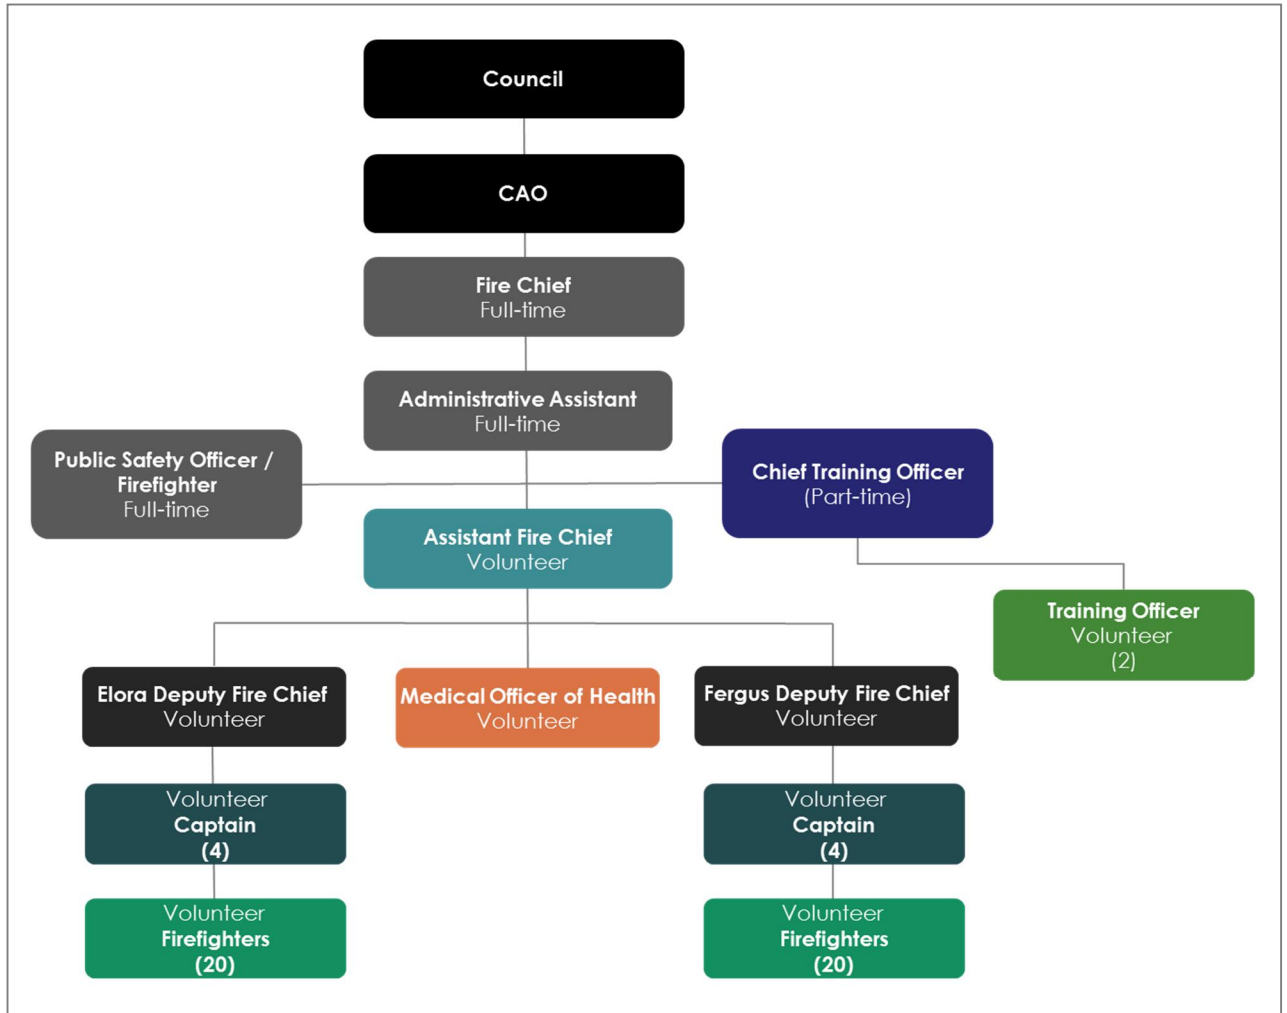 Council
CAO
Fire Chief
Full-time
Administrative Assistant
Full-time
Public Safety Officer /
Firefighter
Full-time
Chief Training Officer
(Part-time)
Assistant Fire Chief
Volunteer
Training Officer
Volunteer
(2)
Elora Deputy Fire Chief
Volunteer
Medical Officer of Health
Volunteer
Fergus Deputy Fire Chief
Volunteer
Volunteer
Captain
(4)
Volunteer
Captain
(4)
Volunteer
Firefighters
(20)
Volunteer
Firefighters
(20)